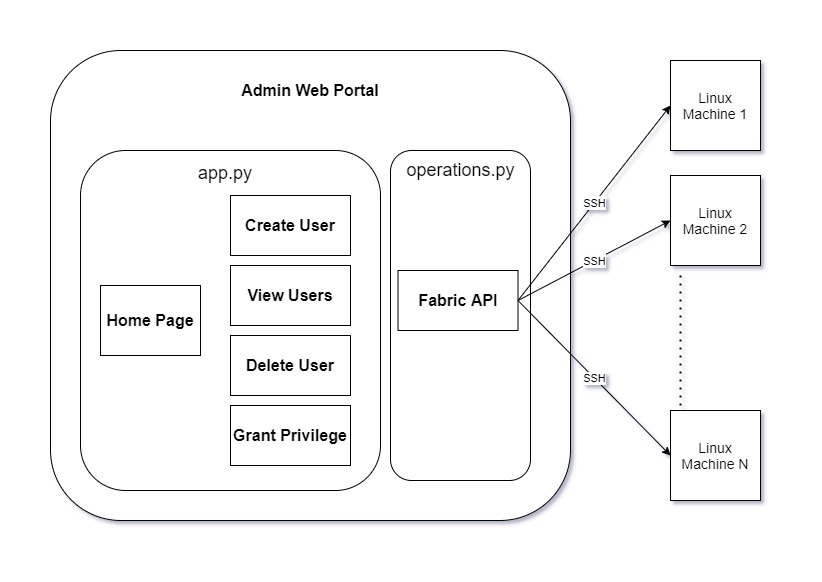 Admin Web Portal
app.py
Home Page
Create User
View Users
Delete User
Grant Privilege
operations.py
Fabric API
SSH
SSH
SSH
Linux
Machine 1
Linux
Machine 2
Linux
Machine N